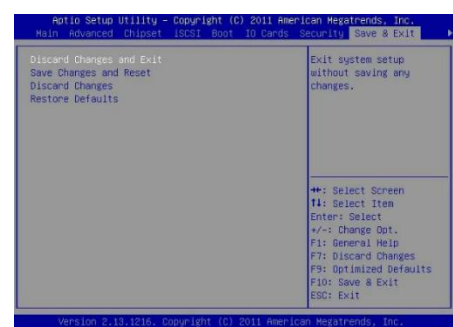 Aptio Setup Utility – Copyright (C) 2011 American Megatrends, Inc.
Main Advanced Chipset iSCSI Boot IO Cards Security Save & Exit
Discard Changes and Exit
Save Changes and Reset
Discard Changes
Restore Defaults
Exit system setup
without saving any
changes.
→←: Select Screen
↑↓: Select Item
Enter: Select
+/-: Change Opt.
F1: General Help
F7: Discard Changes
F9: Optimized Defaults
F10: Save & Exit
ESC: Exit
Version 2.13.1216. Copyright (C) 2011 American Megatrends, Inc.